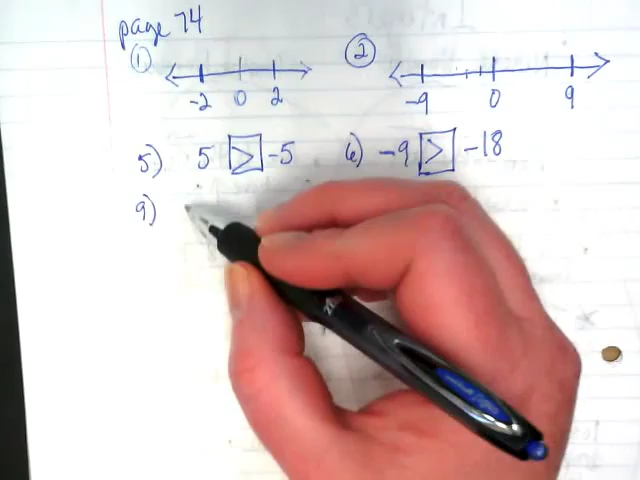 page 74
① ②
-2 0 2 -9 0 9
5) 5 > -5 6) -9 > -18
9)